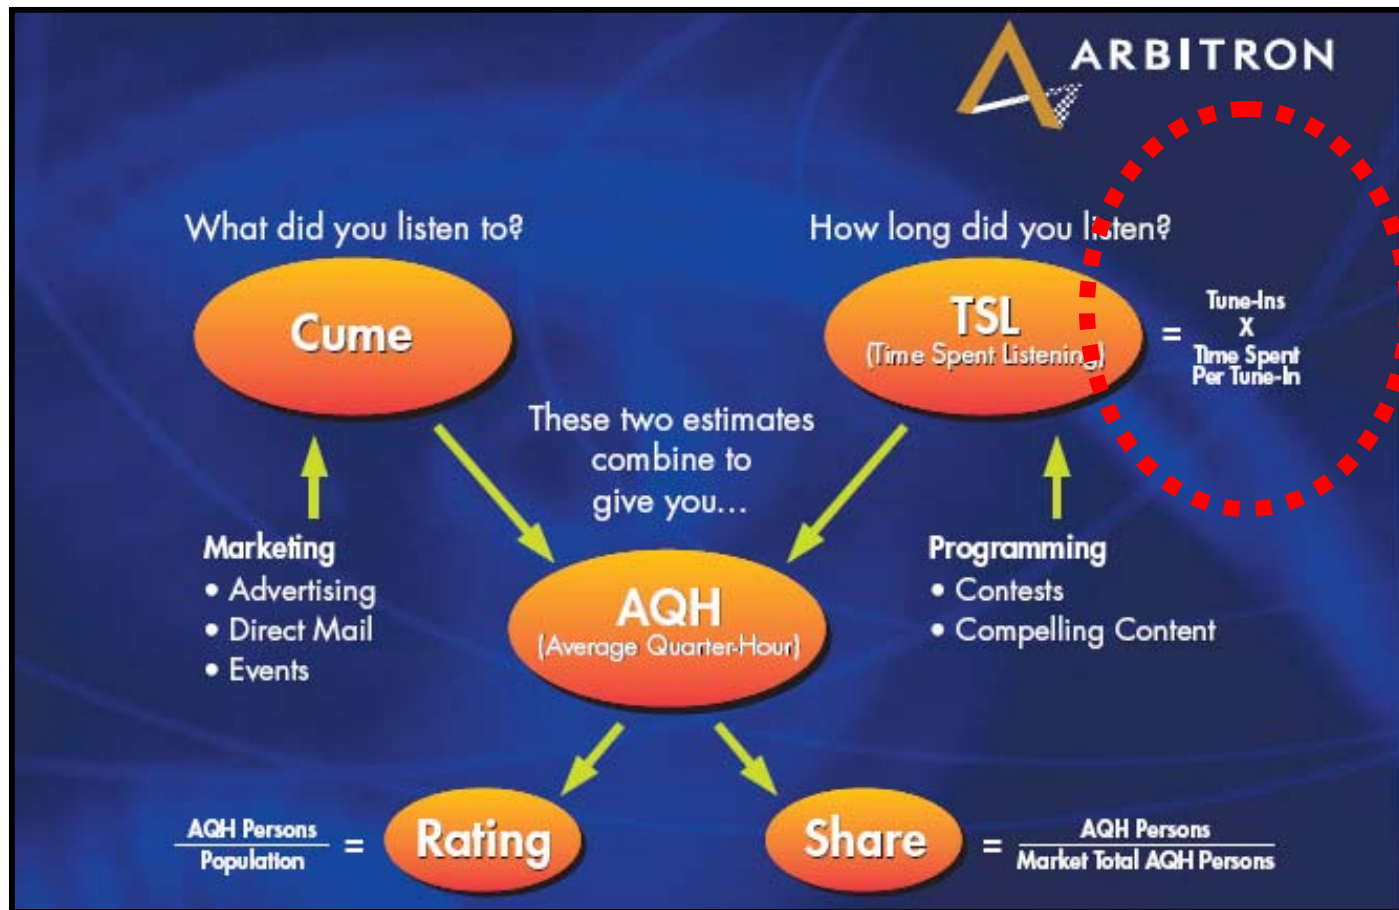 ARBITRON
What did you listen to?
How long did you listen?
Cume
TSL
(Time Spent Listening)
=
Tune-Ins
X
Time Spent
Per Tune-In
These two estimates
combine to
give you...
Marketing
• Advertising
• Direct Mail
• Events
Programming
• Contests
• Compelling Content
AQH
(Average Quarter-Hour)
AQH Persons
Population
=
Rating
Share
=
AQH Persons
Market Total AQH Persons